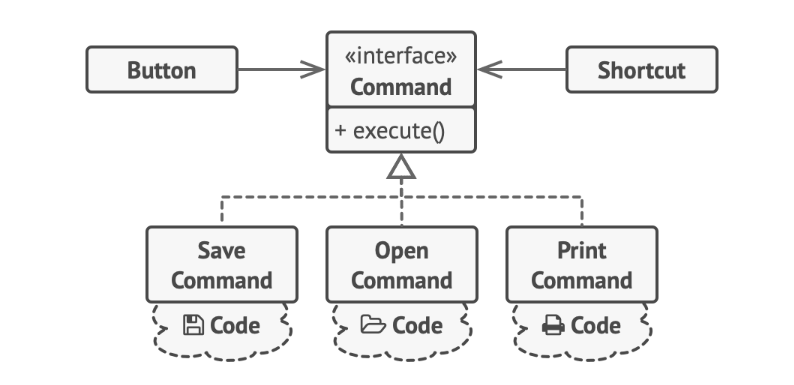 Button
«interface»
Command
Shortcut
+ execute()
Save
Command
Open
Command
Print
Command
Code
Code
Code